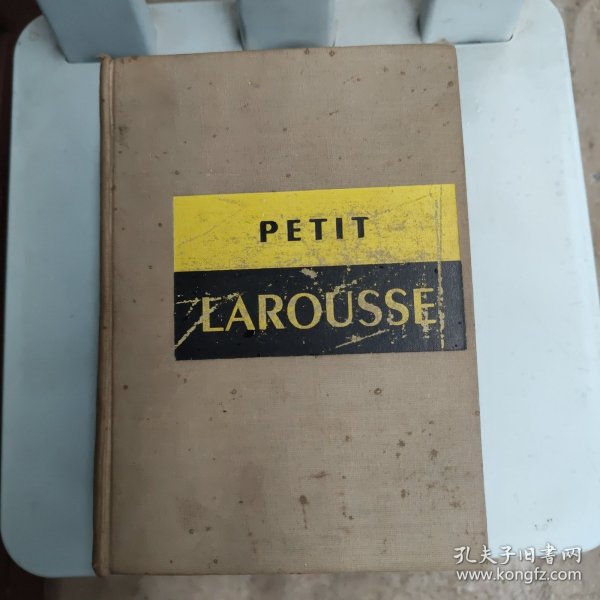 PETIT
LAROUSSE
孔夫子旧书网
www.kongfz.com